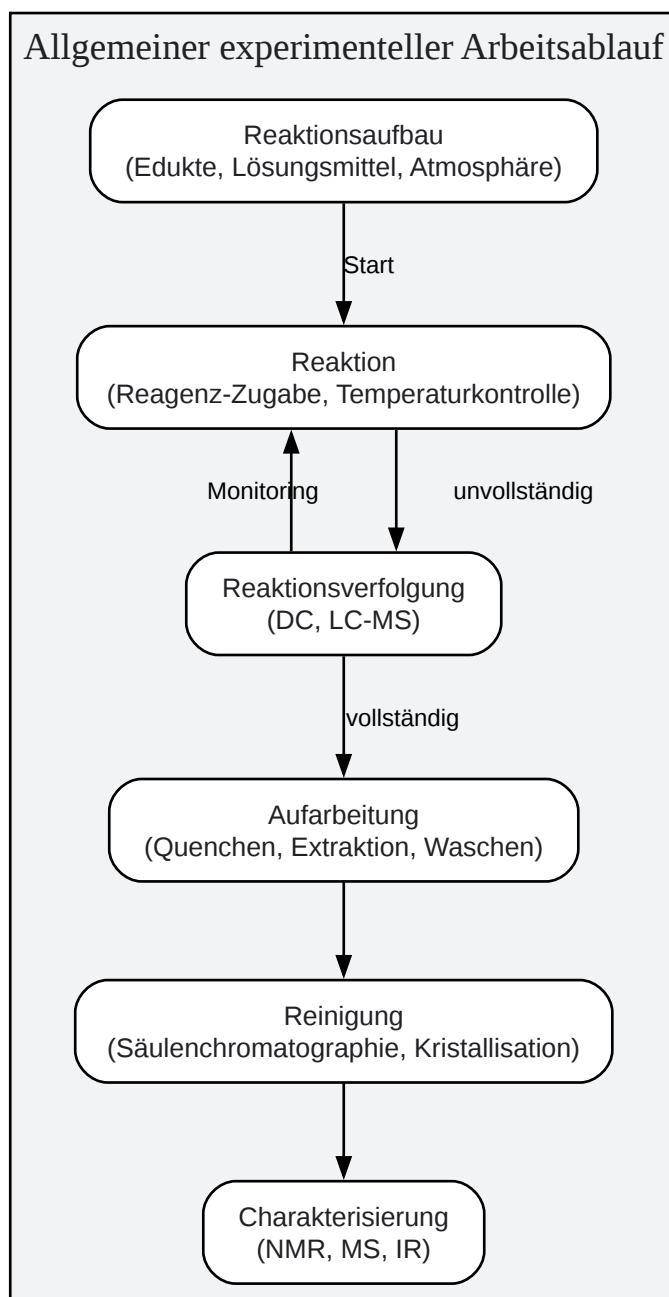 Allgemeiner experimenteller Arbeitsablauf
Reaktionsaufbau
(Edukte, Lösungsmittel, Atmosphäre)
Start
Reaktion
(Reagenz-Zugabe, Temperaturkontrolle)
Monitoring
unvollständig
Reaktionsverfolgung
(DC, LC-MS)
vollständig
Aufarbeitung
(Quenchen, Extraktion, Waschen)
Reinigung
(Säulenchromatographie, Kristallisation)
Charakterisierung
(NMR, MS, IR)